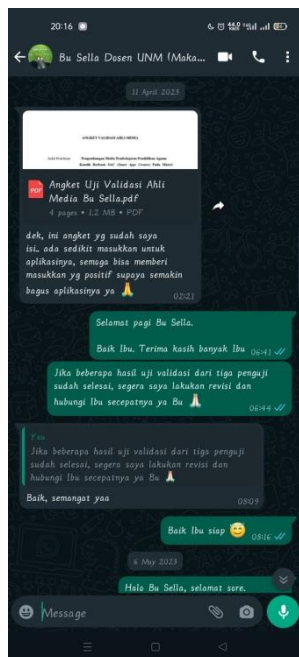 20:16
Bu Sella Dosen UNM (Maka...
11 April 2023
ANGKET VALIDASI AHLI MEDIA
Angket Uji Validasi Ahli
Media Bu Sella.pdf
4 pages • 1.2 MB • PDF
dek, ini angket yg sudah saya
isi.. ada sedikit masukkan untuk
aplikasinya, semoga bisa memberi
masukkan yg positif supaya semakin
bagus aplikasinya ya 🙏
02:21
Selamat pagi Bu Sella.
Baik Ibu. Terima kasih banyak Ibu
06:41
Jika beberapa hasil uji validasi dari tiga penguji
sudah selesai, segera saya lakukan revisi dan
hubungi Ibu secepatnya ya Bu 🙏🏻
06:44
You
Jika beberapa hasil uji validasi dari tiga penguji
sudah selesai, segera saya lakukan revisi dan
hubungi Ibu secepatnya ya Bu 🙏🏻
Baik, semangat yaa
08:09
Baik Ibu siap 😇
08:16
6 May 2023
Halo Bu Sella, selamat sore.
Message